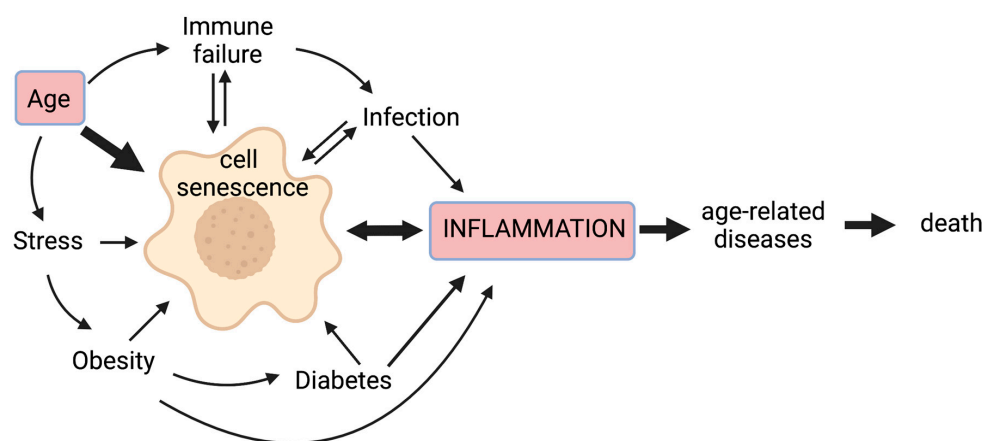 Immune
failure
Age
Infection
cell
senescence
Stress
INFLAMMATION
age-related
diseases
death
Obesity
Diabetes